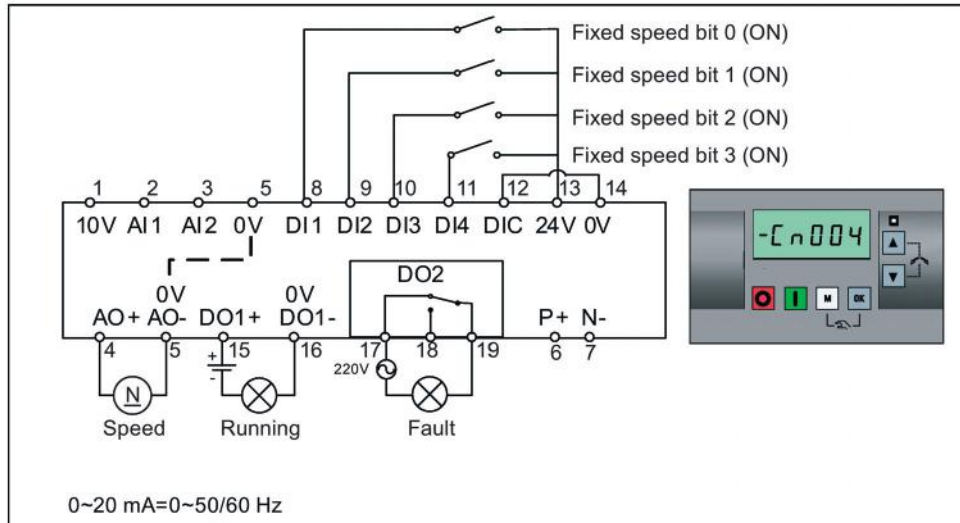 Fixed speed bit 0 (ON)
Fixed speed bit 1 (ON)
Fixed speed bit 2 (ON)
Fixed speed bit 3 (ON)
1 2 3 5 8 9 10 11 12 13 14
10V AI1 AI2 0V DI1 DI2 DI3 DI4 DIC 24V 0V
-Cn004
M OK
DO2
0V 0V
AO+ AO- DO1+ DO1- P+ N-
4 5 15 16 17 18 19 6 7
+
-
220V
N
Speed Running Fault
0~20 mA=0~50/60 Hz